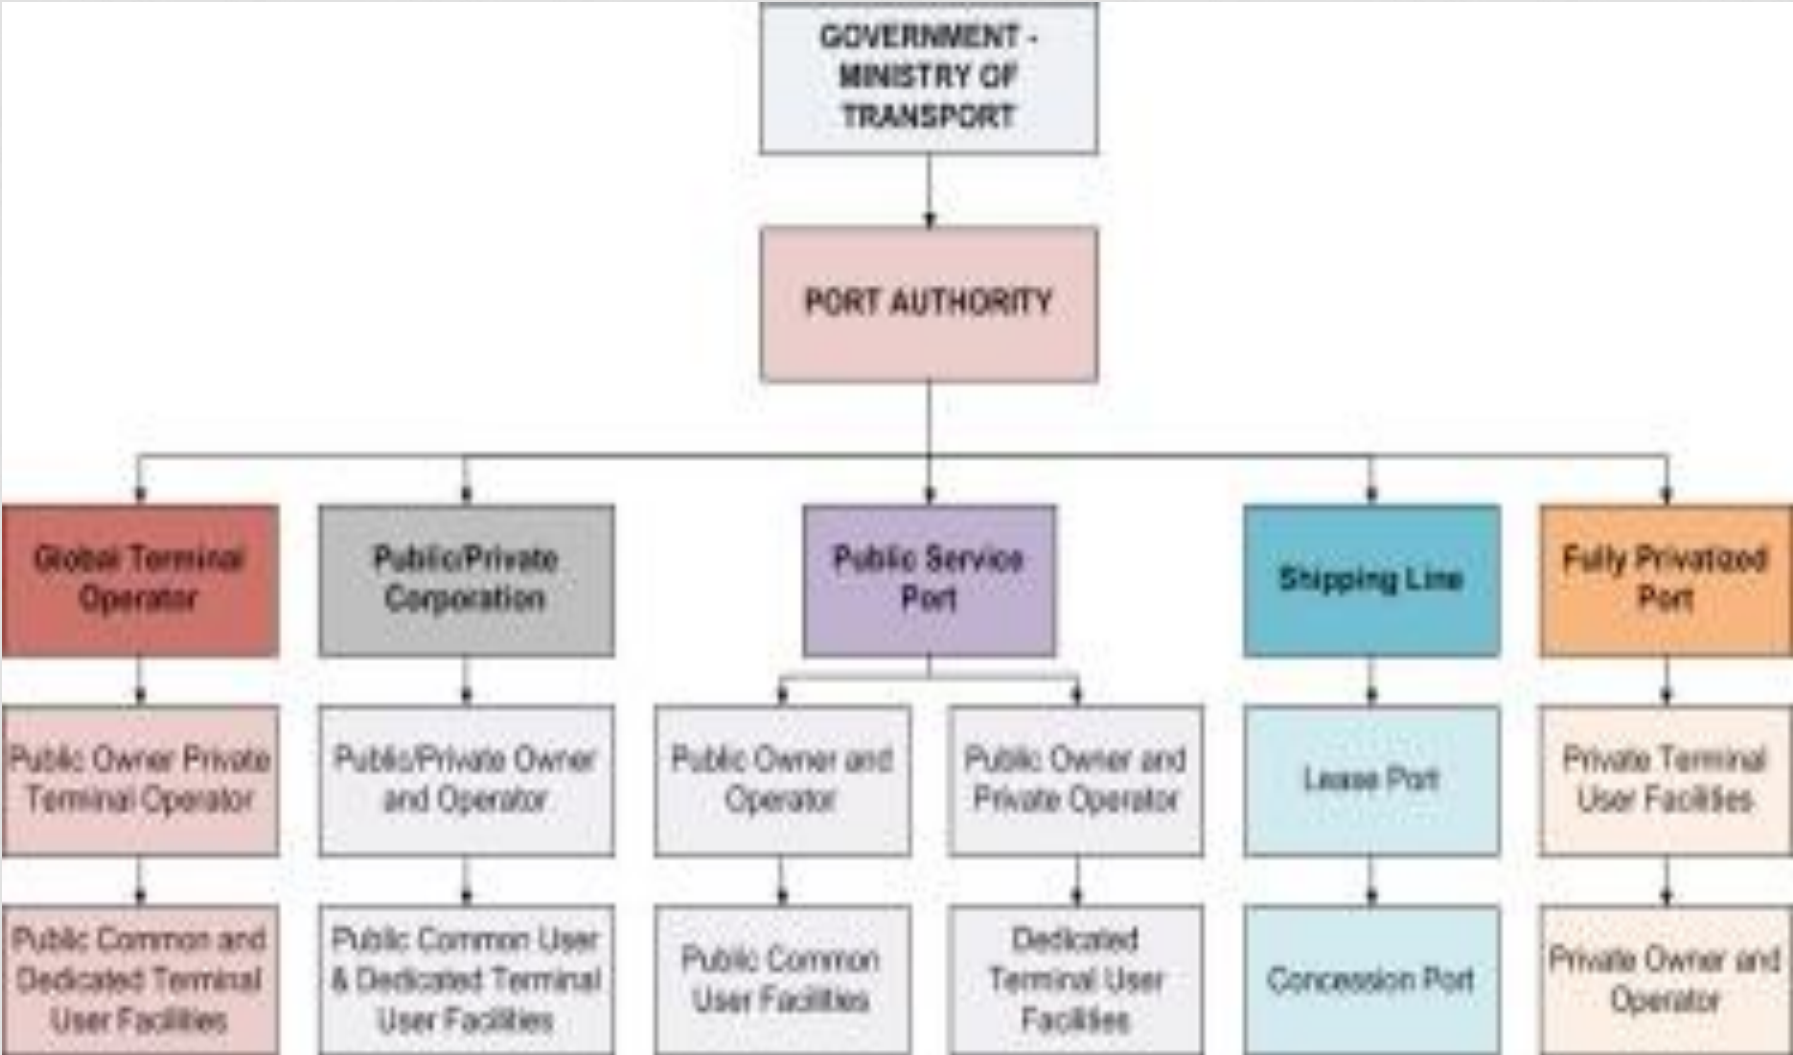 GOVERNMENT -
MINISTRY OF
TRANSPORT
PORT AUTHORITY
Global Terminal
Operator
Public/Private
Corporation
Public Service
Port
Shipping Line
Fully Privatized
Port
Public Owner Private
Terminal Operator
Public/Private Owner
and Operator
Public Owner and
Operator
Public Owner and
Private Operator
Lease Port
Private Terminal
User Facilities
Public Common and
Dedicated Terminal
User Facilities
Public Common User
& Dedicated Terminal
User Facilities
Public Common
User Facilities
Dedicated
Terminal User
Facilities
Concession Port
Private Owner and
Operator